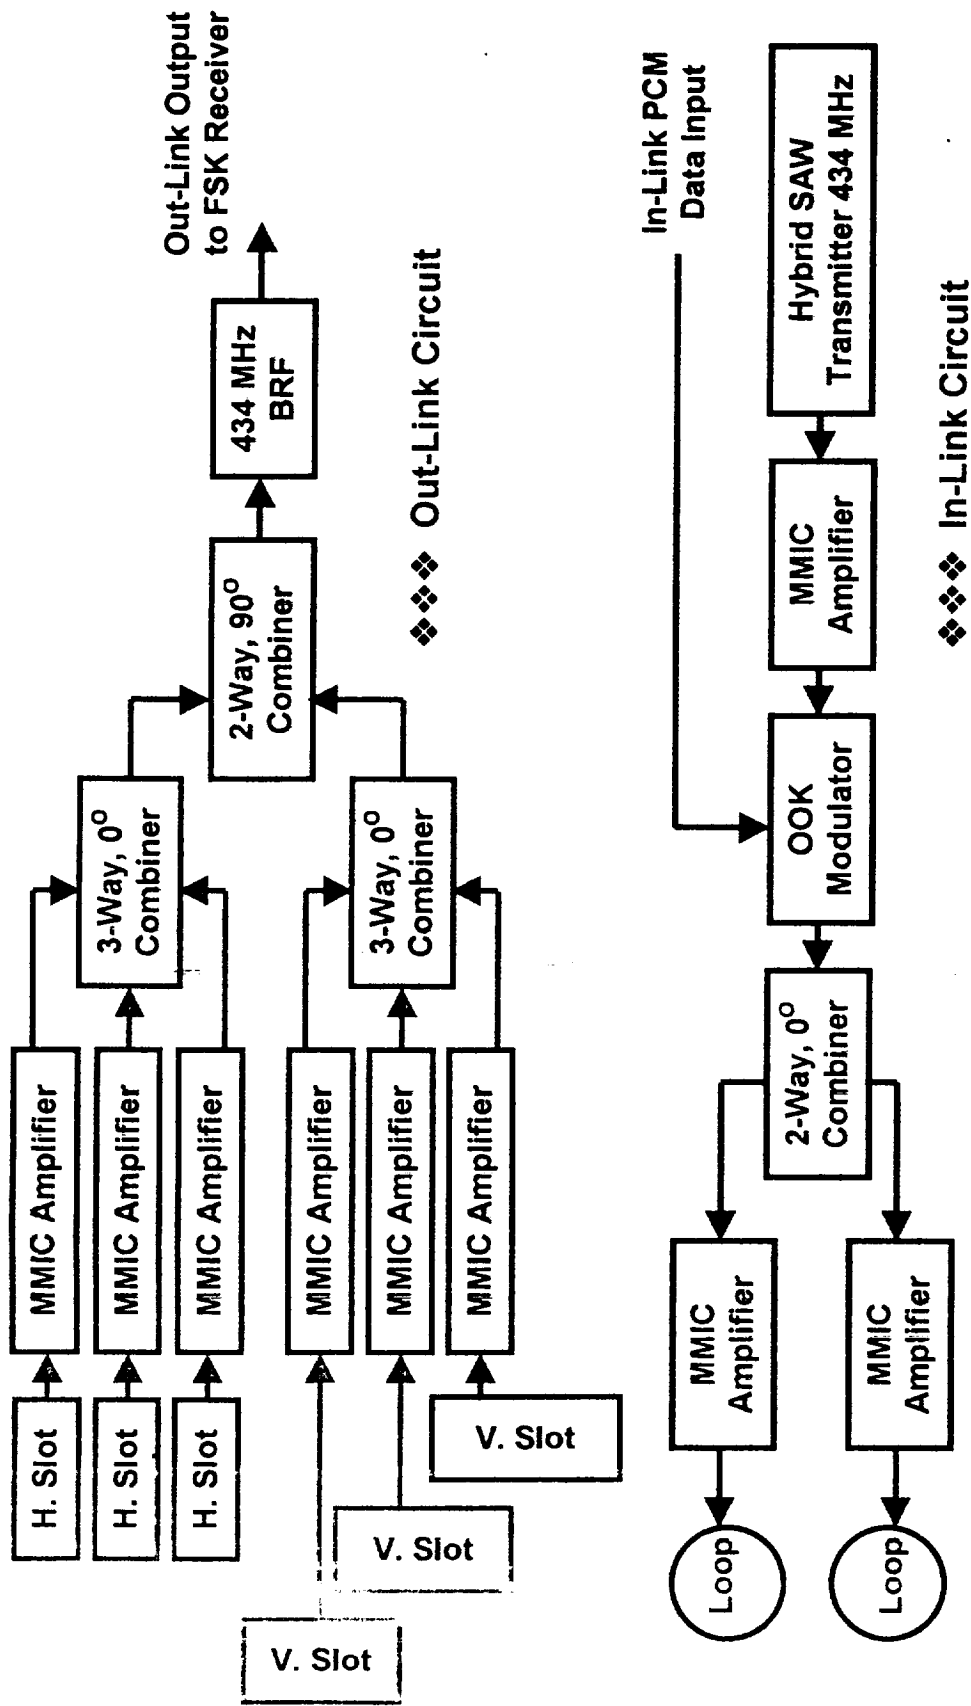 H. Slot
MMIC Amplifier
H. Slot
MMIC Amplifier
H. Slot
MMIC Amplifier
3-Way, 0°
Combiner
V. Slot
MMIC Amplifier
V. Slot
MMIC Amplifier
V. Slot
MMIC Amplifier
3-Way, 0°
Combiner
2-Way, 90°
Combiner
434 MHz
BRF
Out-Link Output
to FSK Receiver
❖❖❖ Out-Link Circuit
In-Link PCM
Data Input
Loop
MMIC
Amplifier
Loop
MMIC
Amplifier
2-Way, 0°
Combiner
OOK
Modulator
MMIC
Amplifier
Hybrid SAW
Transmitter 434 MHz
❖❖❖ In-Link Circuit